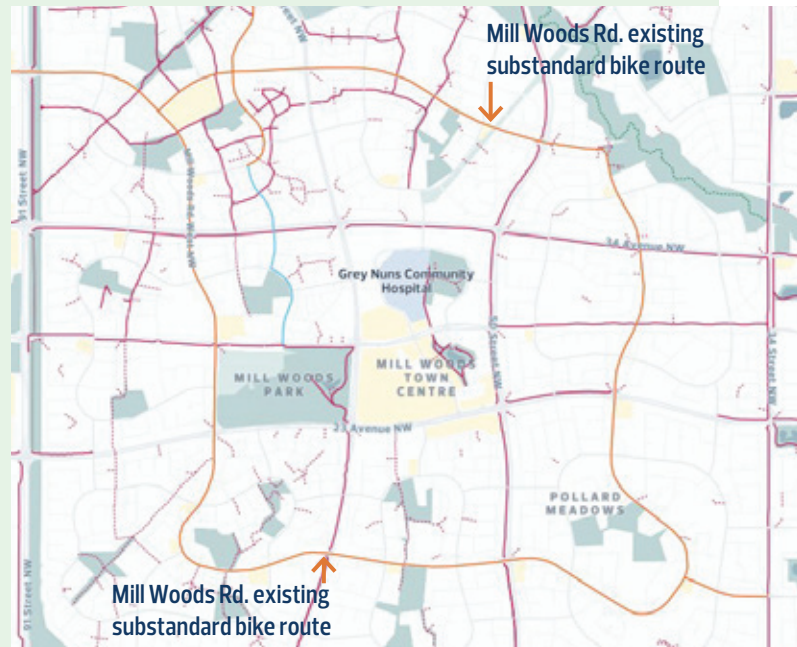 Mill Woods Rd. existing
substandard bike route
91 Street NW
Mill Woods Rd West NW
34 Avenue NW
Grey Nuns Community
Hospital
50 Street NW
34 Street NW
MILL WOODS
PARK
MILL WOODS
TOWN
CENTRE
23 Avenue NW
POLLARD
MEADOWS
91 Street NW
Mill Woods Rd. existing
substandard bike route